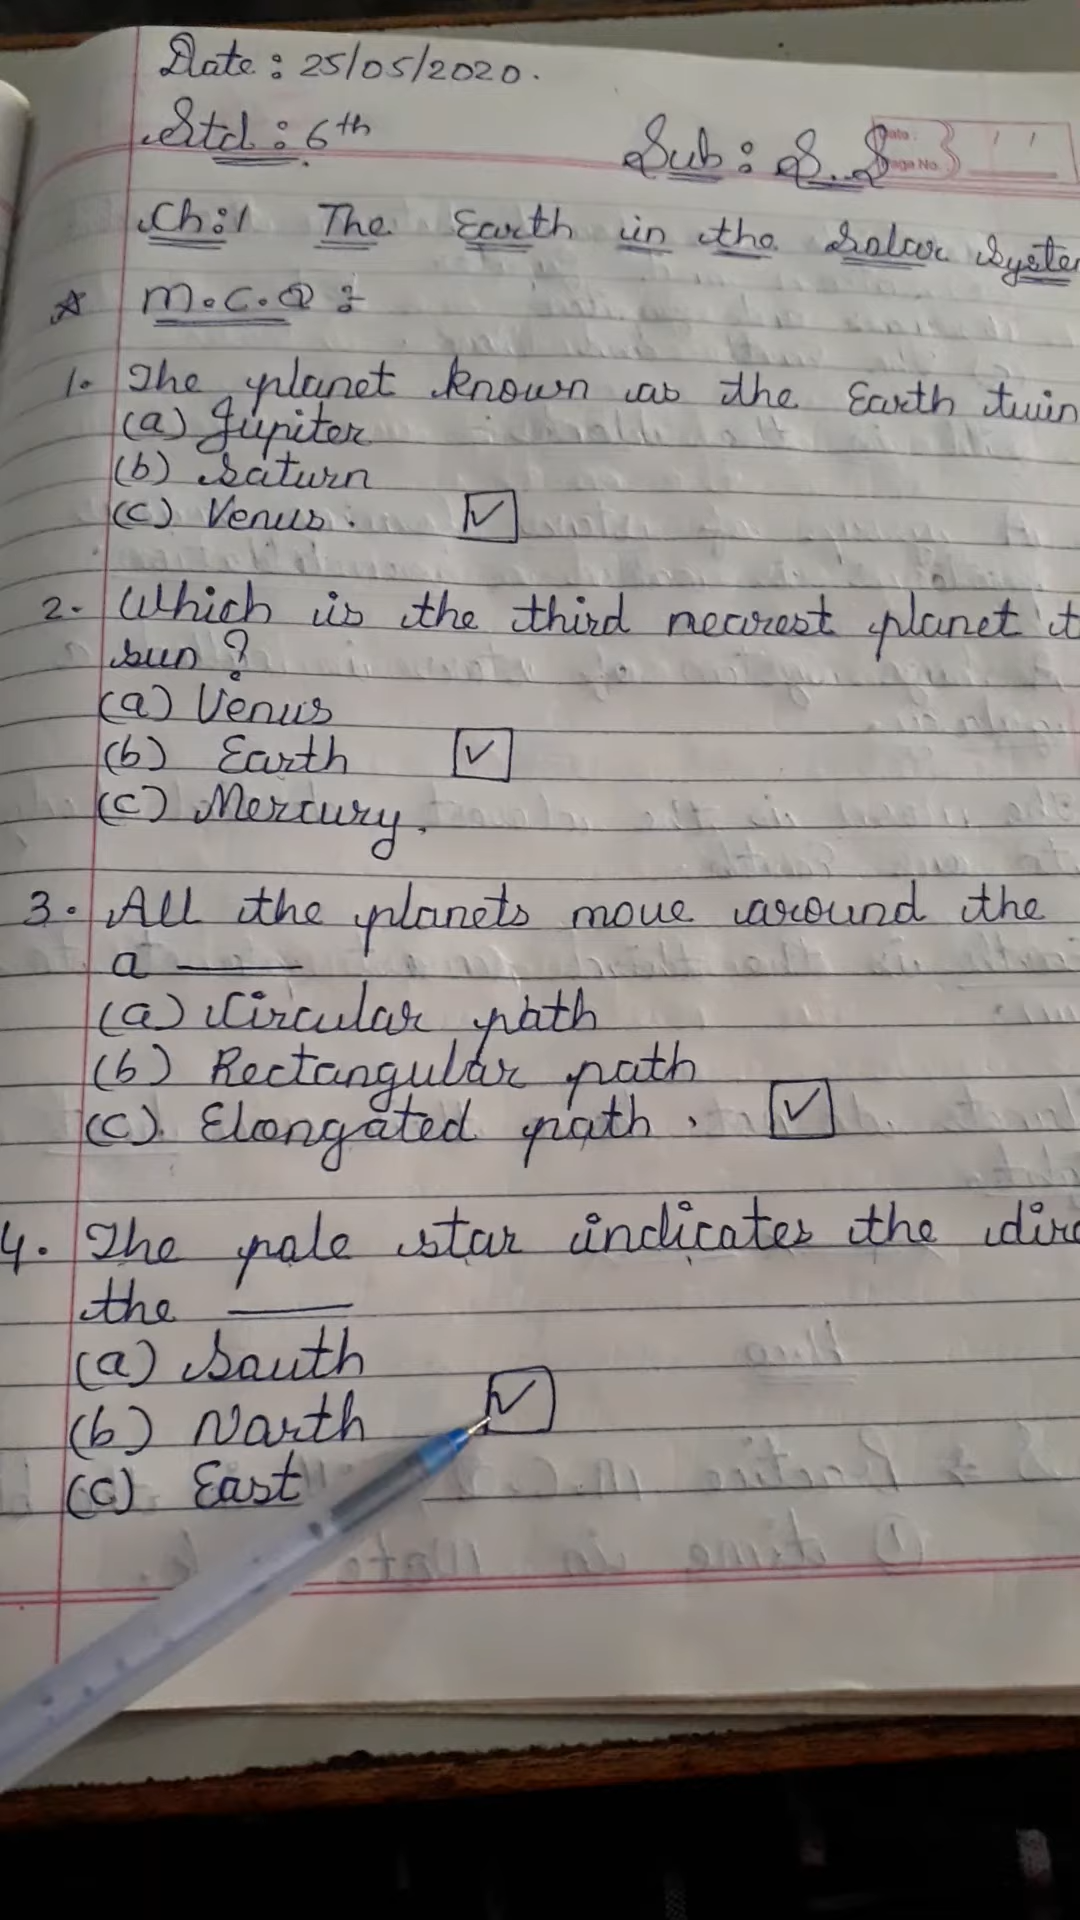 Date : 25/05/2020.
Std : 6th
Sub : S.S
Date :
Page No.
Ch:1 The Earth in the Solar Syste
M.C.Q :-
1. The planet known as the Earth twin
(a) Jupiter
(b) Saturn
(c) Venus.
2. Which is the third nearest planet t
sun ?
(a) Venus
(b) Earth
(c) Mercury.
3. All the planets move around the
a ____
(a) Circular path
(b) Rectangular path
(c) Elongated path.
4. The pole star indicates the dire
the ____
(a) South
(b) North
(c) East